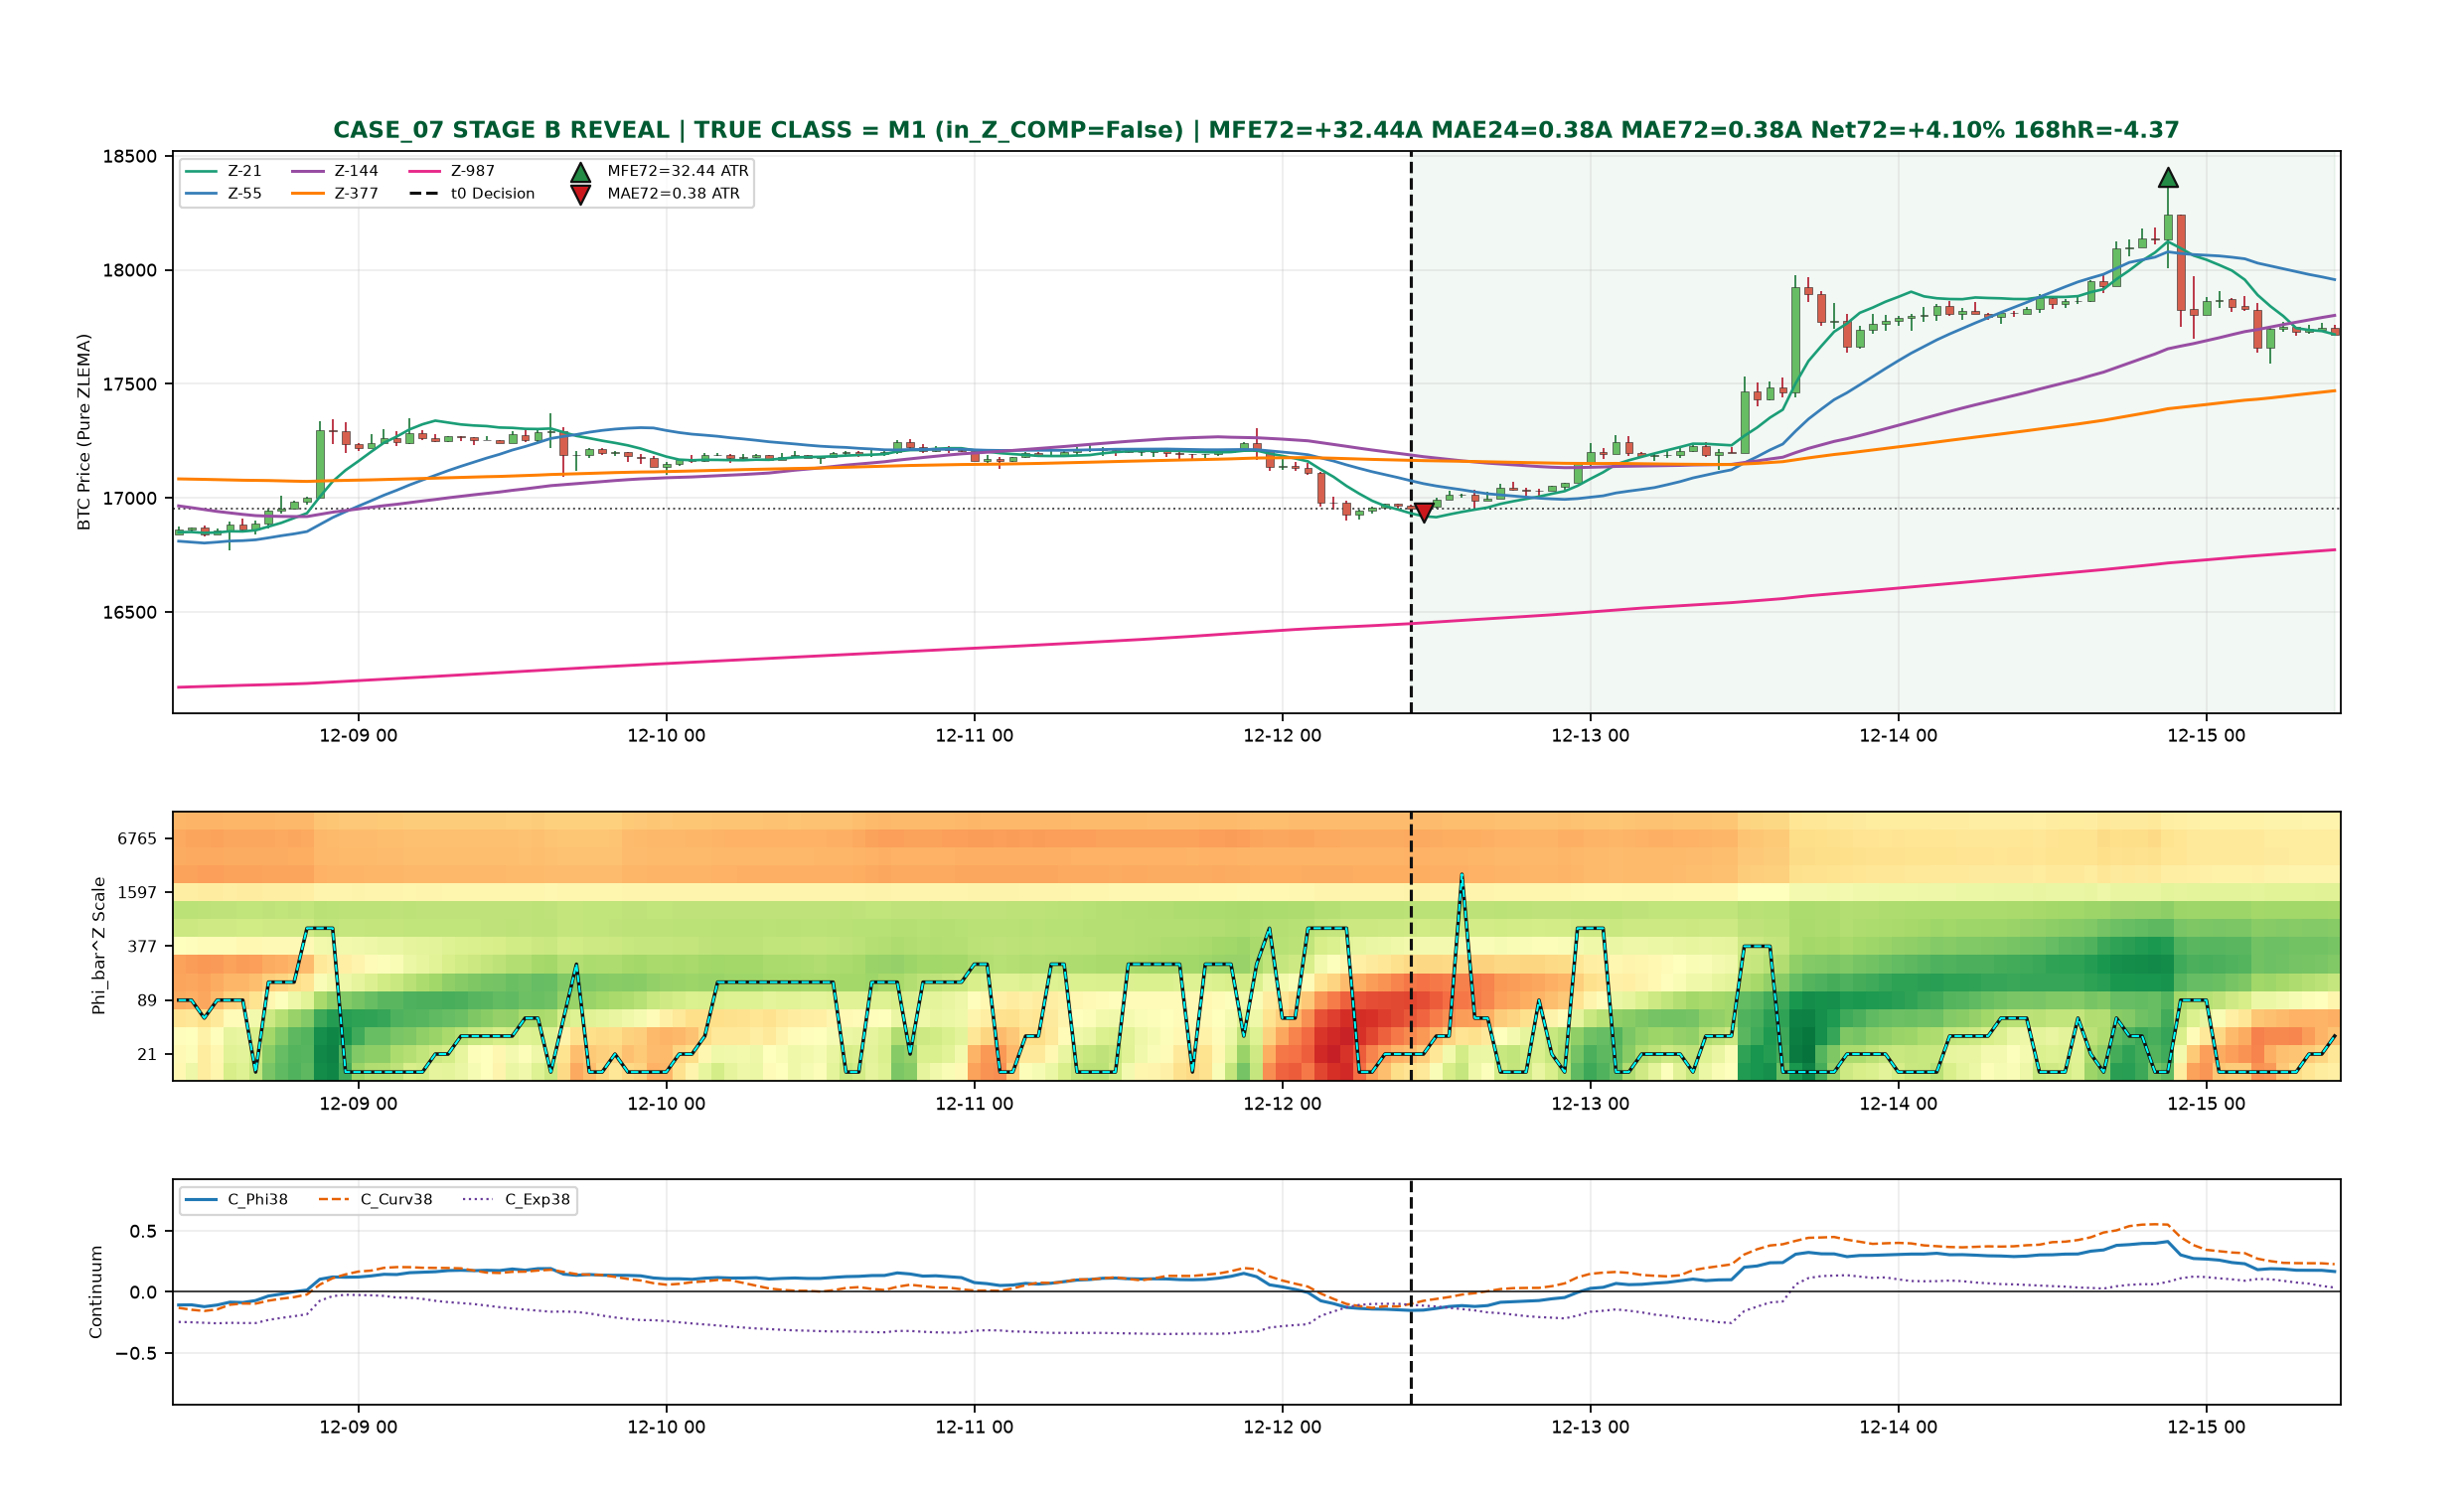 CASE_07 STAGE B REVEAL | TRUE CLASS = M1 (in_Z_COMP=False) | MFE72=+32.44A MAE24=0.38A MAE72=0.38A Net72=+4.10% 168hR=-4.37
BTC Price (Pure ZLEMA)
18500
18000
17500
17000
16500
Z-21
Z-55
Z-144
Z-377
Z-987
t0 Decision
MFE72=32.44 ATR
MAE72=0.38 ATR
12-09 00
12-10 00
12-11 00
12-12 00
12-13 00
12-14 00
12-15 00
Phi_bar^Z Scale
6765
1597
377
89
21
12-09 00
12-10 00
12-11 00
12-12 00
12-13 00
12-14 00
12-15 00
Continuum
0.5
0.0
−0.5
C_Phi38
C_Curv38
C_Exp38
12-09 00
12-10 00
12-11 00
12-12 00
12-13 00
12-14 00
12-15 00